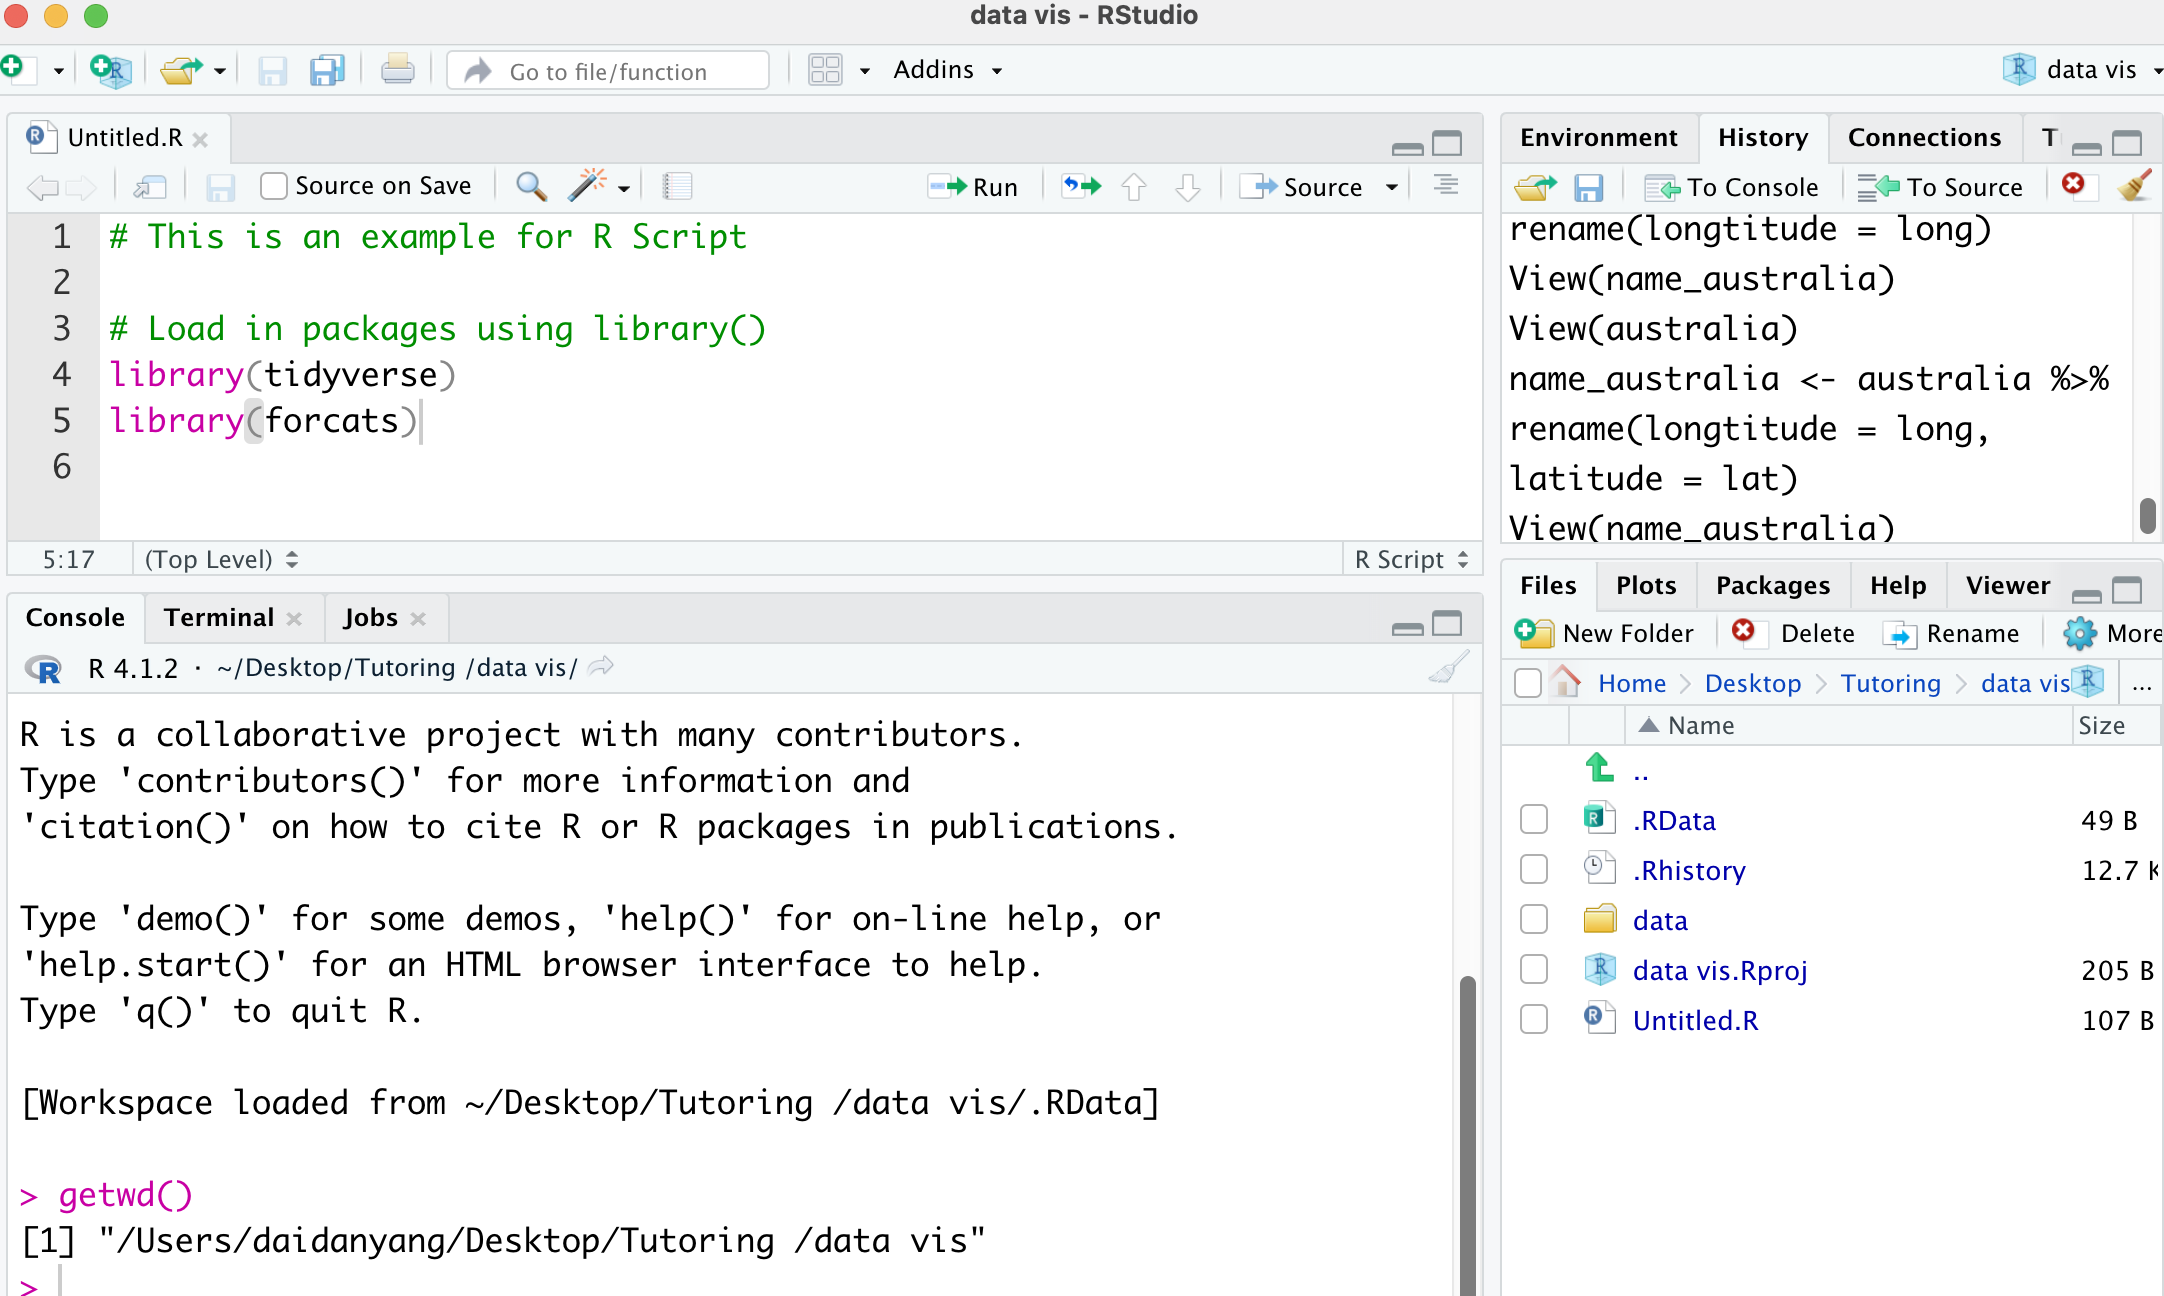 data vis - RStudio
Go to file/function
Addins
data vis
Untitled.R
Source on Save
Run
Source
1 # This is an example for R Script
2
3 # Load in packages using library()
4 library(tidyverse)
5 library(forcats)
6
5:17 (Top Level)
R Script
Console Terminal Jobs
R 4.1.2 · ~/Desktop/Tutoring /data vis/
R is a collaborative project with many contributors.
Type 'contributors()' for more information and
'citation()' on how to cite R or R packages in publications.
Type 'demo()' for some demos, 'help()' for on-line help, or
'help.start()' for an HTML browser interface to help.
Type 'q()' to quit R.
[Workspace loaded from ~/Desktop/Tutoring /data vis/.RData]
> getwd()
[1] "/Users/daidanyang/Desktop/Tutoring /data vis"
>
Environment History Connections
To Console To Source
rename(longtitude = long)
View(name_australia)
View(australia)
name_australia <- australia %>%
rename(longtitude = long,
latitude = lat)
View(name_australia)
Files Plots Packages Help Viewer
New Folder Delete Rename More
Home Desktop Tutoring data vis ...
Name Size
..
.RData 49 B
.Rhistory 12.7 K
data
data vis.Rproj 205 B
Untitled.R 107 B